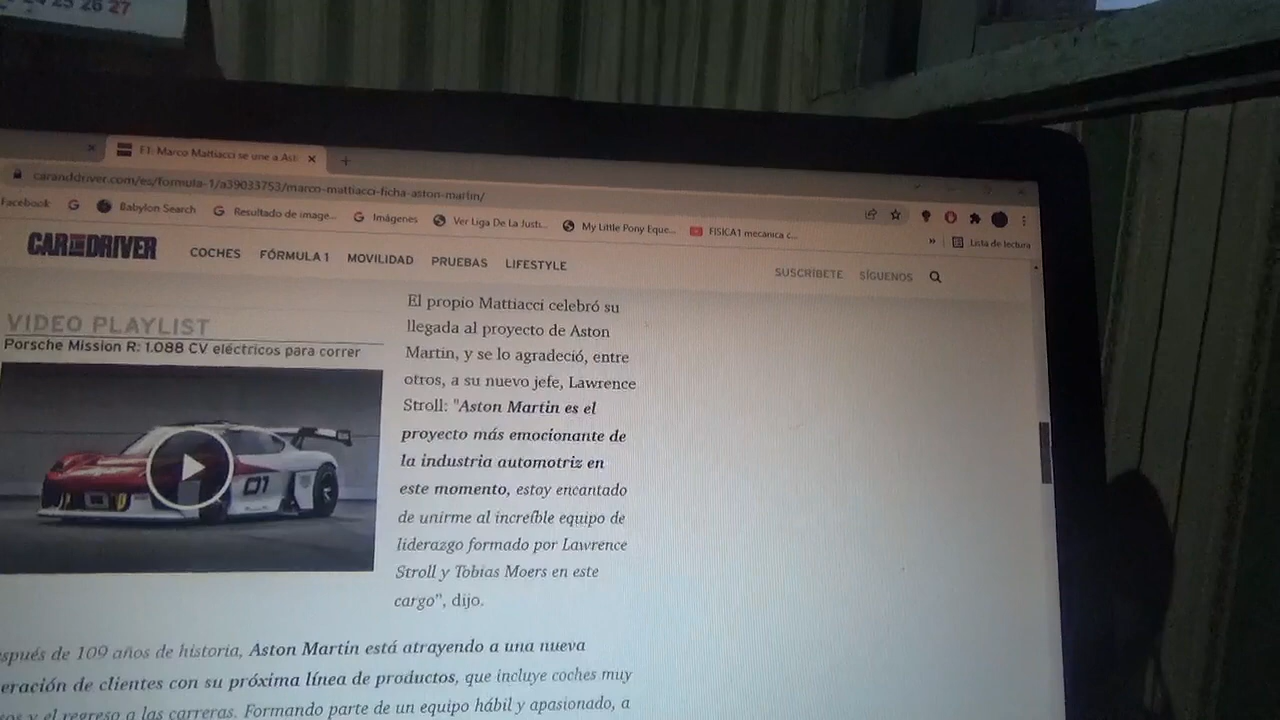 25 26 27
F1: Marco Mattiacci se une a Ast
caranddriver.com/es/formula-1/a39033753/marco-mattiacci-ficha-aston-martin/
Facebook
Babylon Search
Resultado de image...
Imágenes
Ver Liga De La Justi...
My Little Pony Eque...
FISICA1 mecanica c...
Lista de lectura
CAR AND DRIVER
COCHES FÓRMULA 1 MOVILIDAD PRUEBAS LIFESTYLE
SUSCRÍBETE SÍGUENOS
VIDEO PLAYLIST
Porsche Mission R: 1.088 CV eléctricos para correr
01
El propio Mattiacci celebró su
llegada al proyecto de Aston
Martin, y se lo agradeció, entre
otros, a su nuevo jefe, Lawrence
Stroll: "Aston Martin es el
proyecto más emocionante de
la industria automotriz en
este momento, estoy encantado
de unirme al increíble equipo de
liderazgo formado por Lawrence
Stroll y Tobias Moers en este
cargo", dijo.
spués de 109 años de historia, Aston Martin está atrayendo a una nueva
eración de clientes con su próxima línea de productos, que incluye coches muy
y el regreso a las carreras. Formando parte de un equipo hábil y apasionado, a